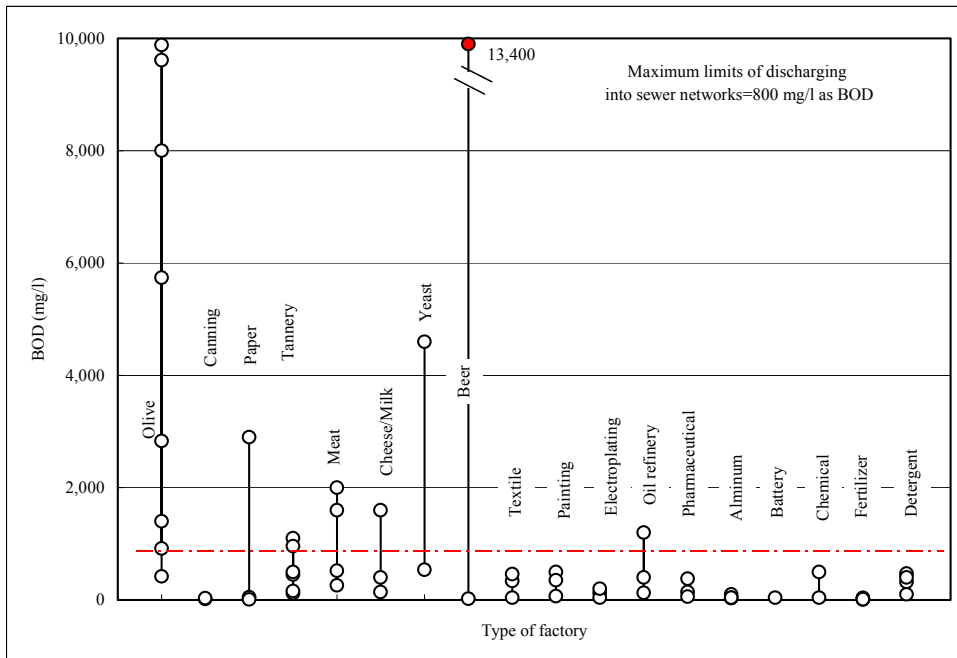 10,000
8,000
6,000
4,000
2,000
0
BOD (mg/l)
13,400
Maximum limits of discharging
into sewer networks=800 mg/l as BOD
Olive
Canning
Paper
Tannery
Meat
Cheese/Milk
Yeast
Beer
Textile
Painting
Electroplating
Oil refinery
Pharmaceutical
Alminum
Battery
Chemical
Fertilizer
Detergent
Type of factory